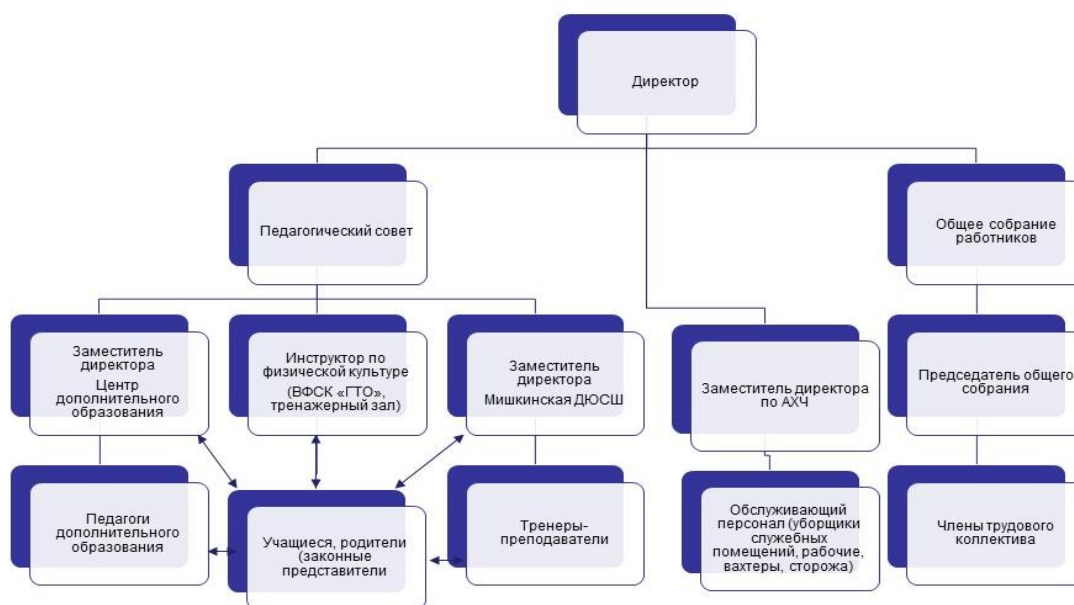 Директор
Педагогический совет
Общее собрание
работников
Заместитель
директора
Центр
дополнительного
образования
Инструктор по
физической культуре
(ВФСК «ГТО»,
тренажерный зал)
Заместитель
директора
Мишкинская ДЮСШ
Заместитель директора
по АХЧ
Председатель общего
собрания
Педагоги
дополнительного
образования
Учащиеся, родители
(законные
представители
Тренеры-
преподаватели
Обслуживающий
персонал (уборщики
служебных
помещений, рабочие,
вахтеры, сторожа)
Члены трудового
коллектива